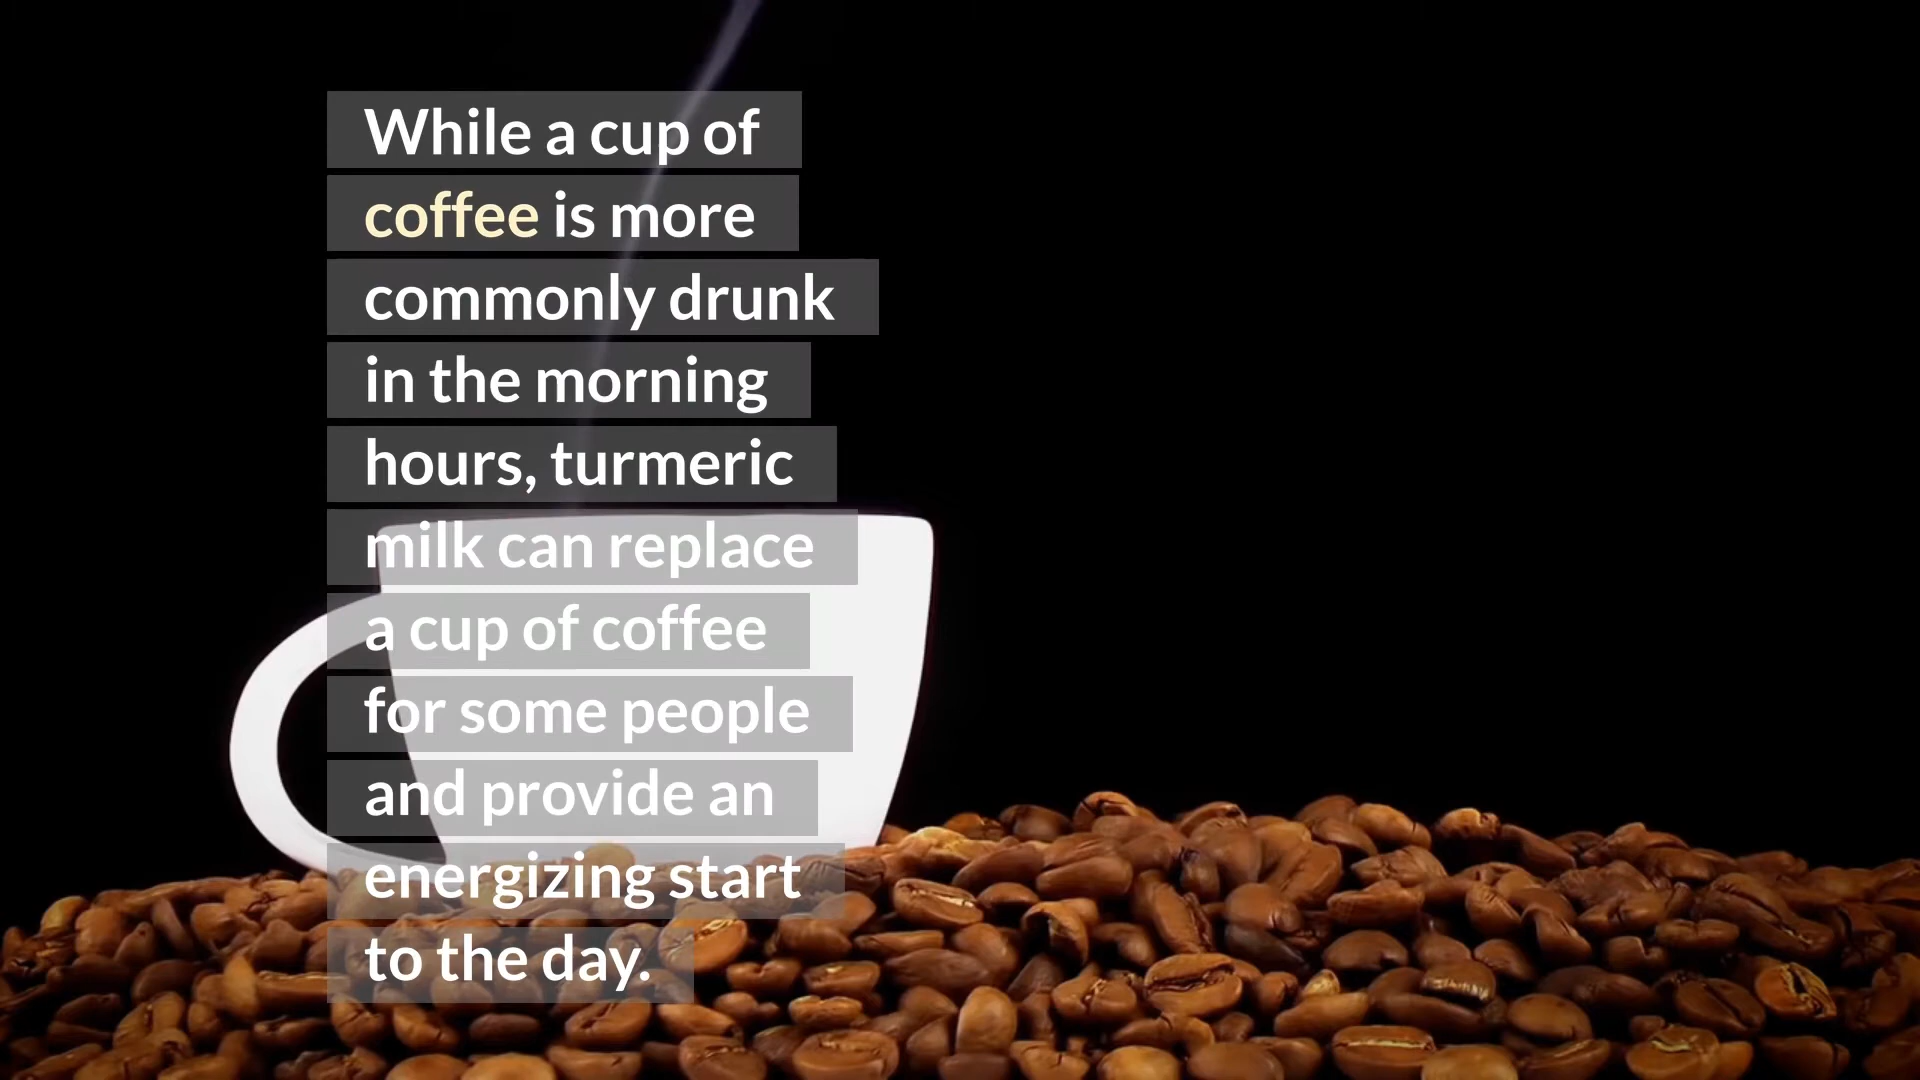 While a cup of
coffee is more
commonly drunk
in the morning
hours, turmeric
milk can replace
a cup of coffee
for some people
and provide an
energizing start
to the day.